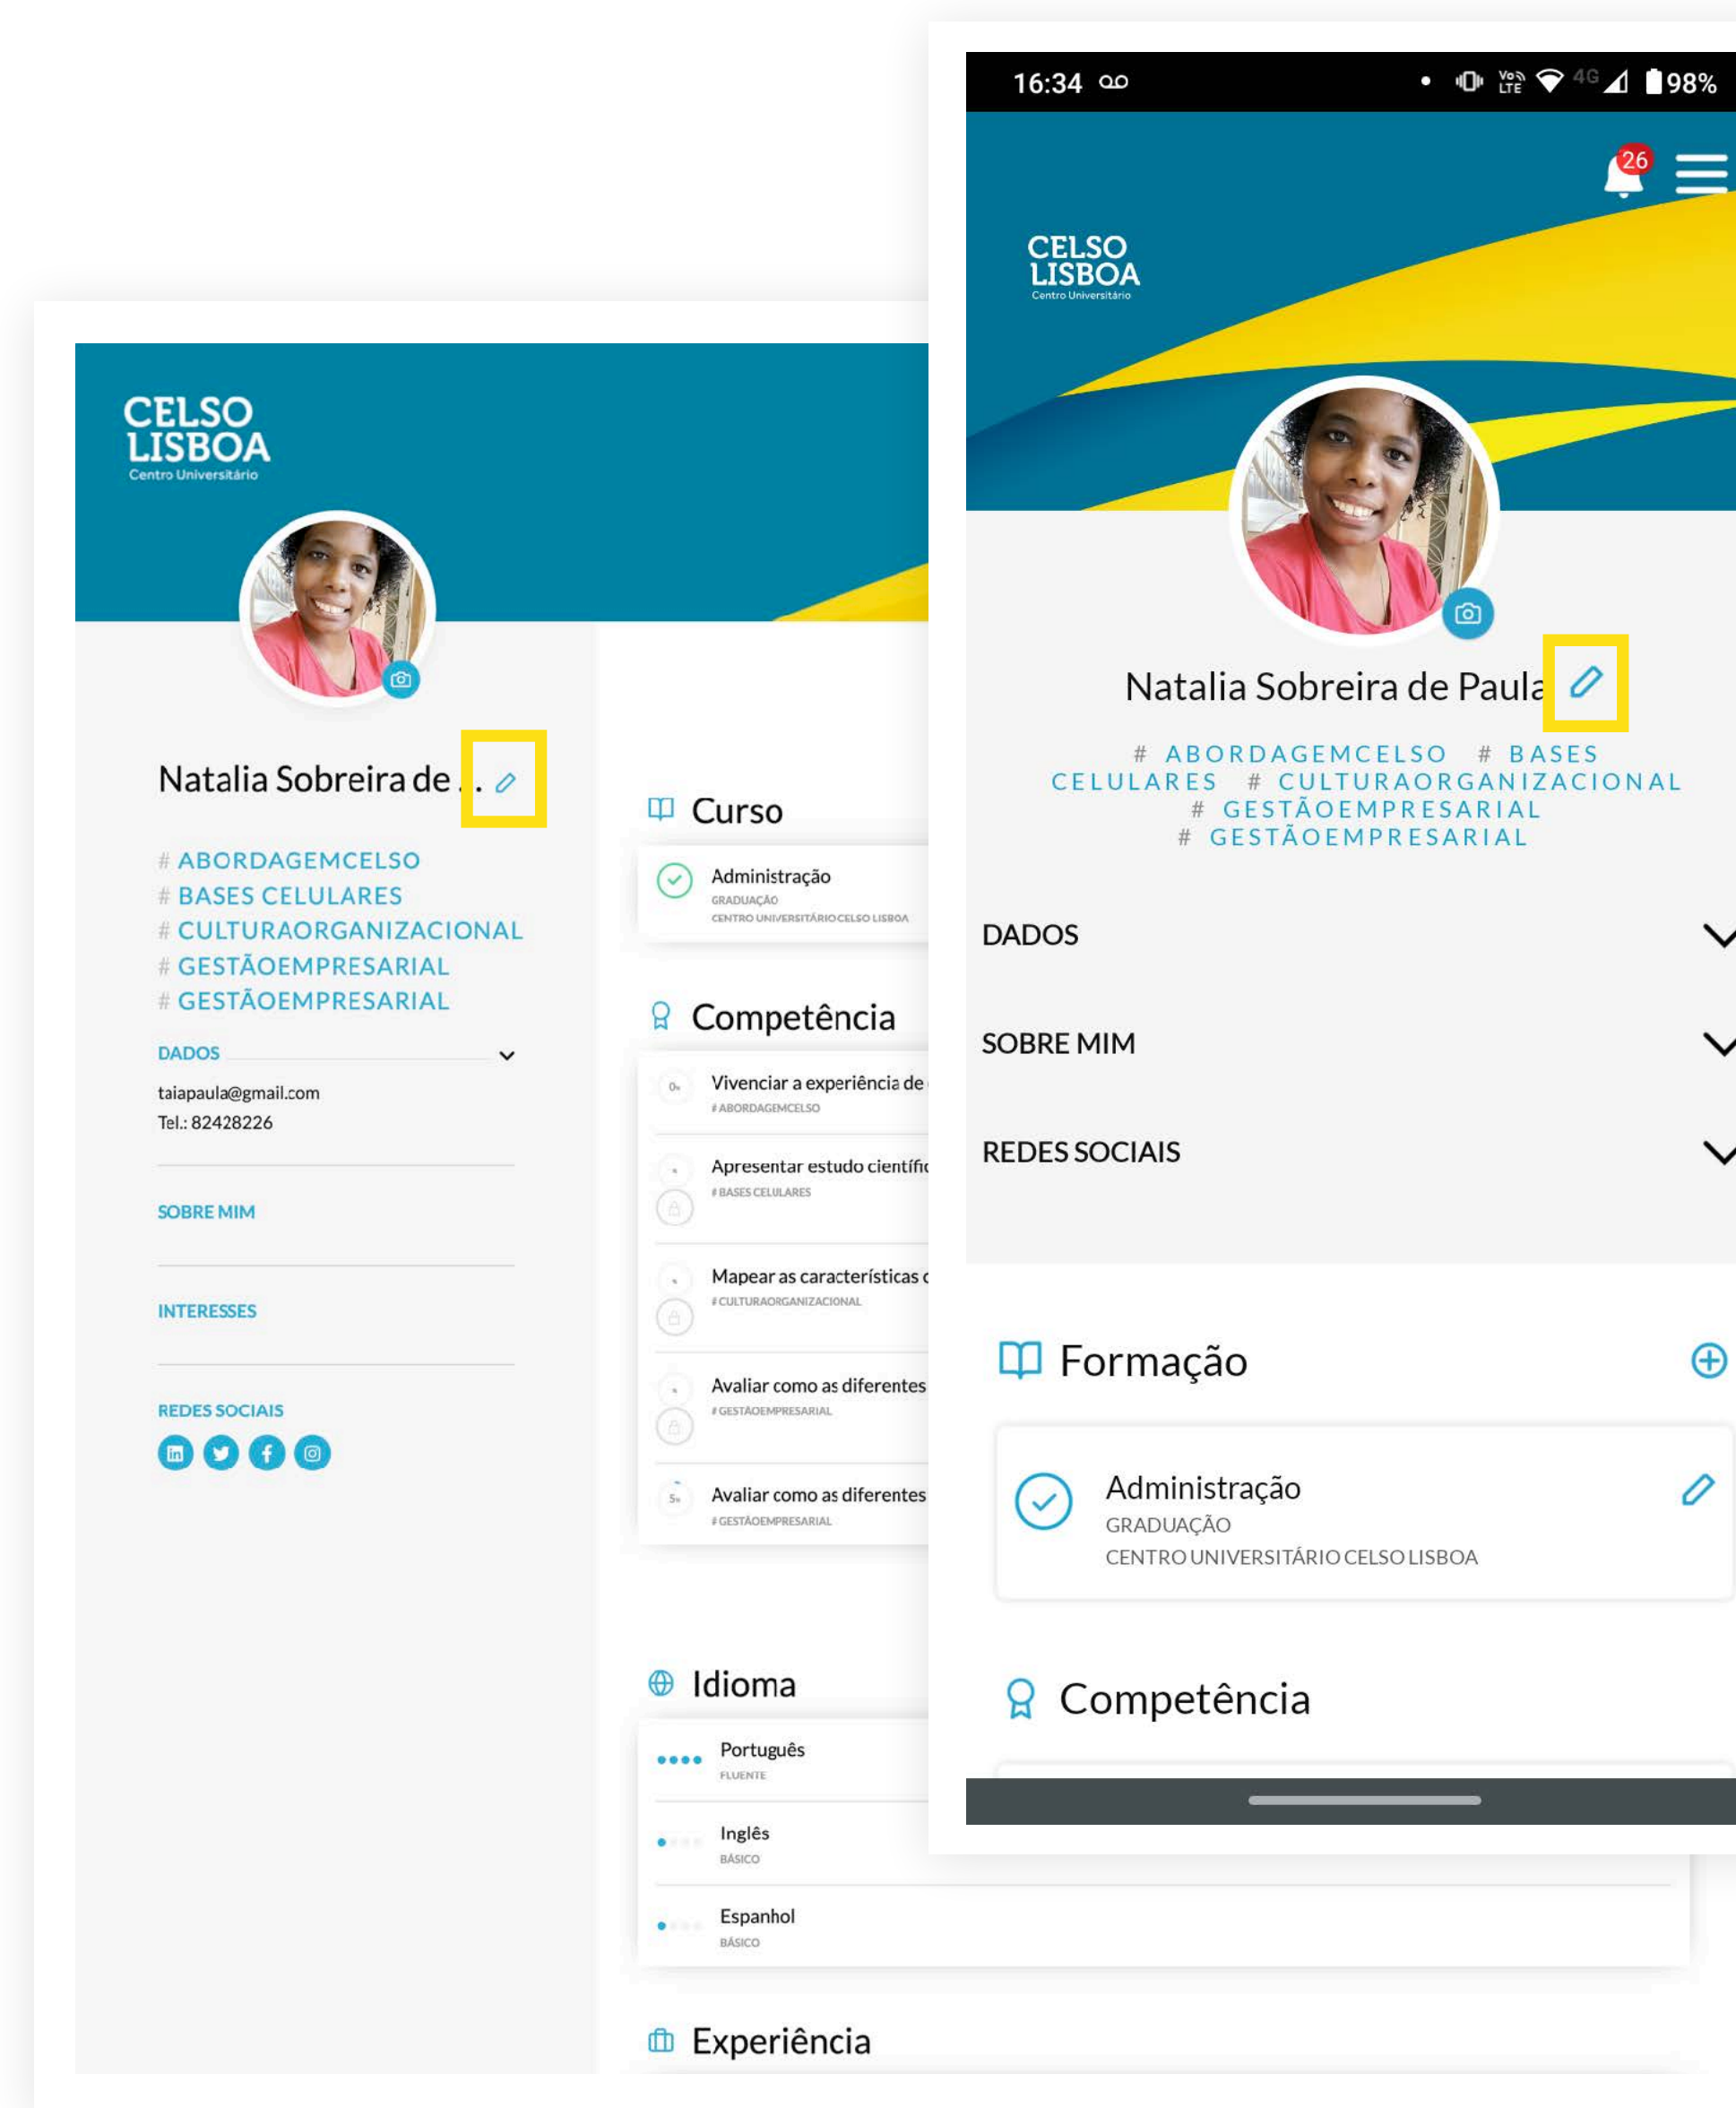 CELSO
LISBOA
Centro Universitário
Natalia Sobreira de ...
# ABORDAGEMCELSO
# BASES CELULARES
# CULTURAORGANIZACIONAL
# GESTÃOEMPRESARIAL
# GESTÃOEMPRESARIAL
DADOS
taiapaula@gmail.com
Tel.: 82428226
SOBRE MIM
INTERESSES
REDES SOCIAIS
Curso
Administração
GRADUAÇÃO
CENTRO UNIVERSITÁRIO CELSO LISBOA
Competência
0%
Vivenciar a experiência de
# ABORDAGEMCELSO
Apresentar estudo científic
# BASES CELULARES
Mapear as características
# CULTURAORGANIZACIONAL
Avaliar como as diferentes
# GESTÃOEMPRESARIAL
5%
Avaliar como as diferentes
# GESTÃOEMPRESARIAL
Idioma
Português
FLUENTE
Inglês
BÁSICO
Espanhol
BÁSICO
Experiência
16:34
VoLTE 4G 98%
26
CELSO
LISBOA
Centro Universitário
Natalia Sobreira de Paula
# ABORDAGEMCELSO # BASES
CELULARES # CULTURAORGANIZACIONAL
# GESTÃOEMPRESARIAL
# GESTÃOEMPRESARIAL
DADOS
SOBRE MIM
REDES SOCIAIS
Formação
Administração
GRADUAÇÃO
CENTRO UNIVERSITÁRIO CELSO LISBOA
Competência